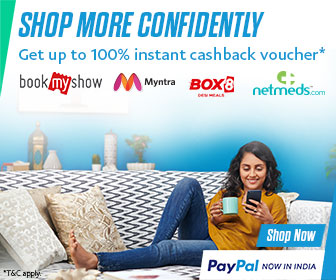 SHOP MORE CONFIDENTLY
Get up to 100% instant cashback voucher*
bookmyshow
Myntra
BOX8
DESI MEALS
netmeds.com
Shop Now
*T&C apply.
PayPal NOW IN INDIA